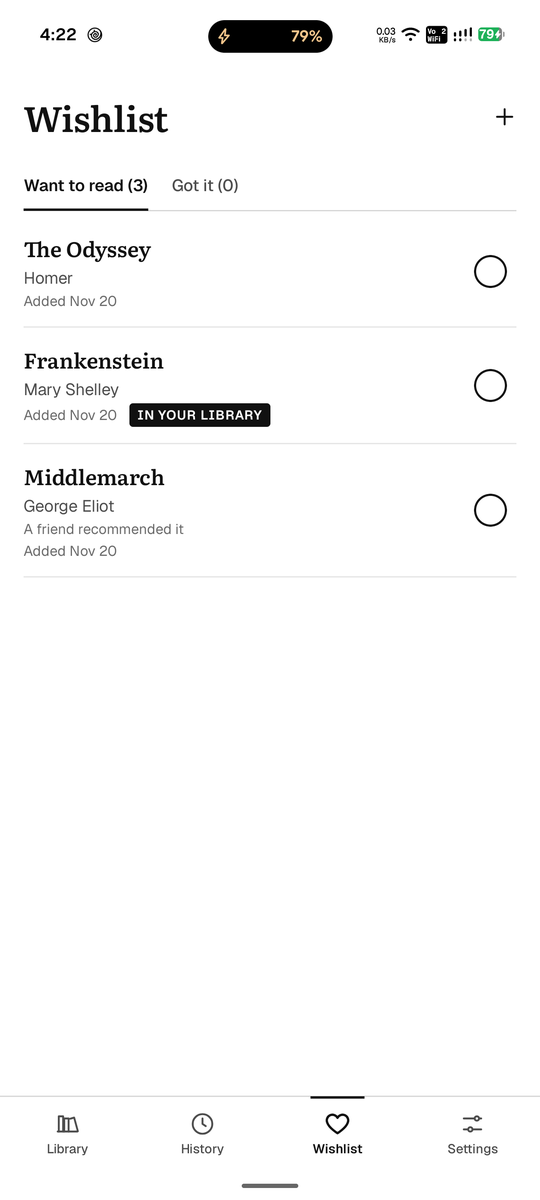 4:22
79%
0.03
KB/s
Vo 2
WiFi
79
Wishlist
Want to read (3) Got it (0)
The Odyssey
Homer
Added Nov 20
Frankenstein
Mary Shelley
Added Nov 20 IN YOUR LIBRARY
Middlemarch
George Eliot
A friend recommended it
Added Nov 20
Library History Wishlist Settings